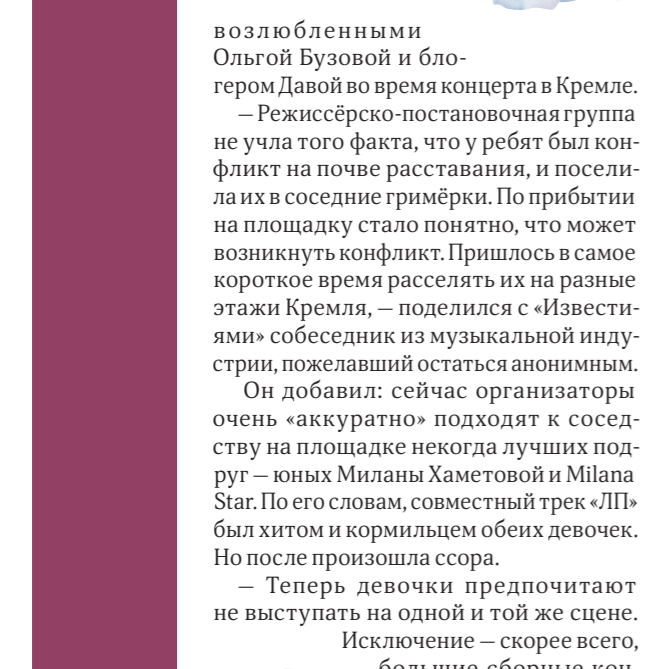 возлюбленными
Ольгой Бузовой и бло-
гером Давой во время концерта в Кремле.
— Режиссёрско-постановочная группа
не учла того факта, что у ребят был кон-
фликт на почве расставания, и посели-
ла их в соседние гримёрки. По прибытии
на площадку стало понятно, что может
возникнуть конфликт. Пришлось в самое
короткое время расселять их на разные
этажи Кремля, — поделился с «Извести-
ями» собеседник из музыкальной инду-
стрии, пожелавший остаться анонимным.
Он добавил: сейчас организаторы
очень «аккуратно» подходят к сосед-
ству на площадке некогда лучших под-
руг — юных Миланы Хаметовой и Milana
Star. По его словам, совместный трек «ЛП»
был хитом и кормильцем обеих девочек.
Но после произошла ссора.
— Теперь девочки предпочитают
не выступать на одной и той же сцене.
Исключение — скорее всего,
большие сборные кон-